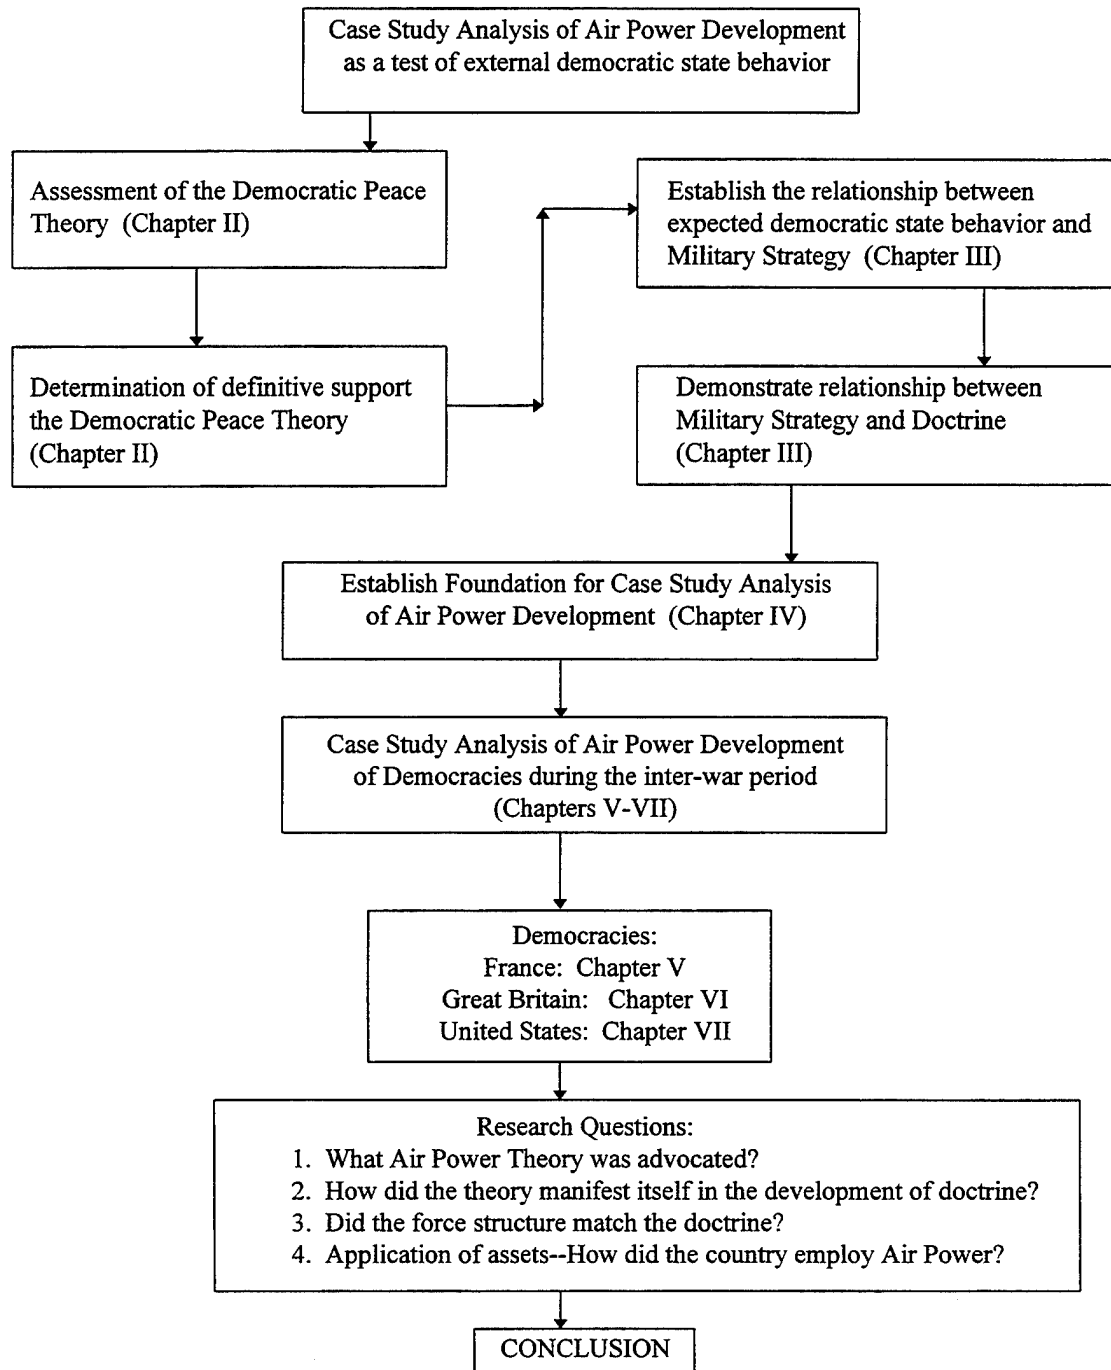 Case Study Analysis of Air Power Development
as a test of external democratic state behavior
Assessment of the Democratic Peace
Theory (Chapter II)
Determination of definitive support
the Democratic Peace Theory
(Chapter II)
Establish the relationship between
expected democratic state behavior and
Military Strategy (Chapter III)
Demonstrate relationship between
Military Strategy and Doctrine
(Chapter III)
Establish Foundation for Case Study Analysis
of Air Power Development (Chapter IV)
Case Study Analysis of Air Power Development
of Democracies during the inter-war period
(Chapters V-VII)
Democracies:
France: Chapter V
Great Britain: Chapter VI
United States: Chapter VII
Research Questions:
1. What Air Power Theory was advocated?
2. How did the theory manifest itself in the development of doctrine?
3. Did the force structure match the doctrine?
4. Application of assets--How did the country employ Air Power?
CONCLUSION